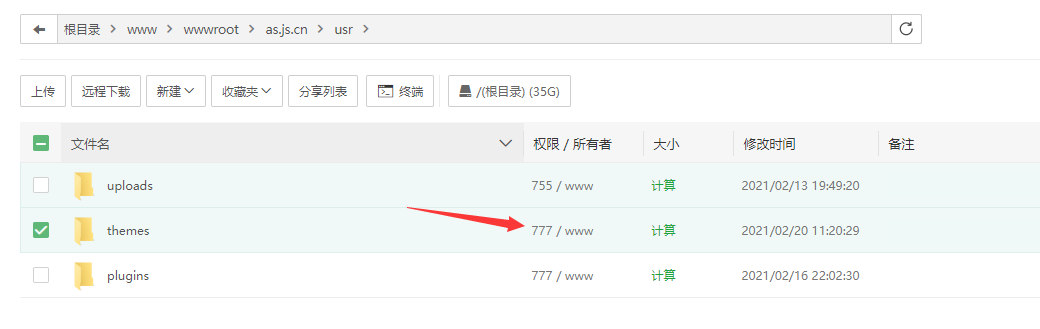 根目录 > www > wwwroot > as.js.cn > usr >
上传 远程下载 新建 收藏夹 分享列表 终端 /(根目录) (35G)
文件名 权限 / 所有者 大小 修改时间 备注
uploads 755 / www 计算 2021/02/13 19:49:20
themes 777 / www 计算 2021/02/20 11:20:29
plugins 777 / www 计算 2021/02/16 22:02:30